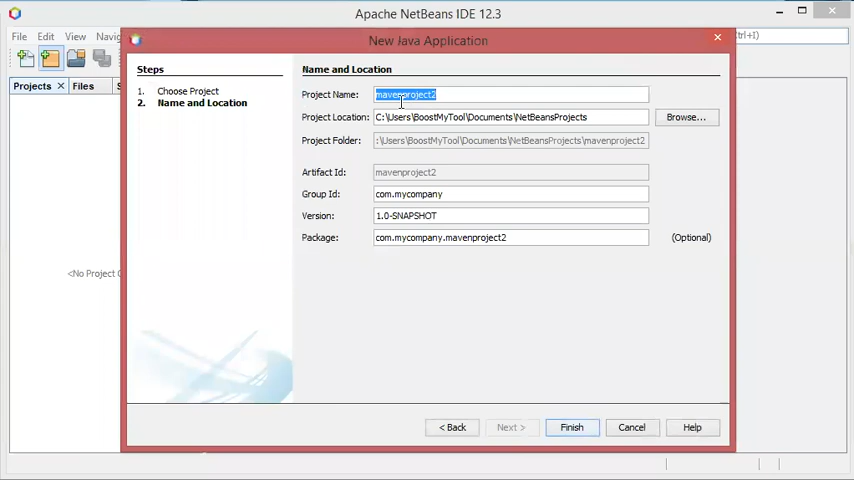 Apache NetBeans IDE 12.3
File Edit View
New Java Application
(Ctrl+I)
Projects
Files
Steps
1. Choose Project
2. Name and Location
Name and Location
Project Name: mavenproject2
Project Location: C:\Users\BoostMyTool\Documents\NetBeansProjects Browse...
Project Folder: :\Users\BoostMyTool\Documents\NetBeansProjects\mavenproject2
Artifact Id: mavenproject2
Group Id: com.mycompany
Version: 1.0-SNAPSHOT
Package: com.mycompany.mavenproject2 (Optional)
<No Project
< Back Next > Finish Cancel Help